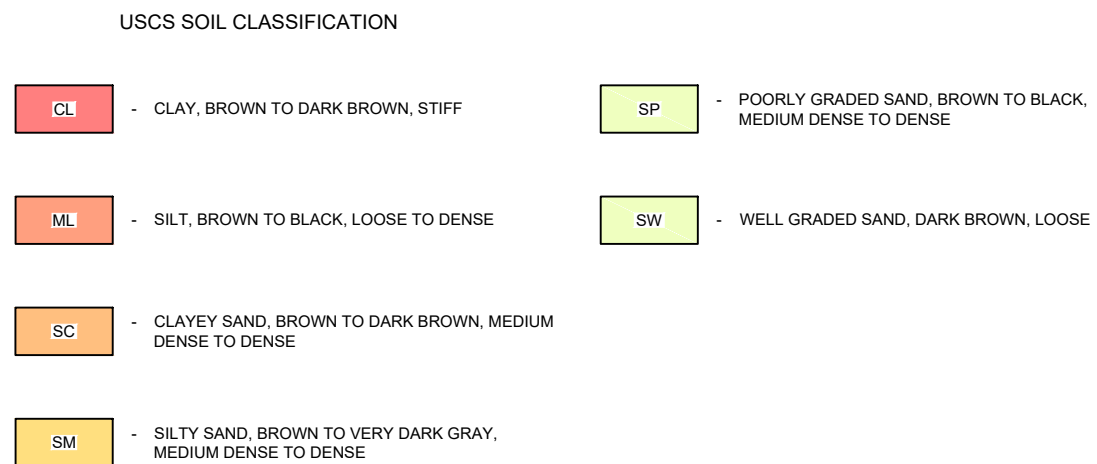 USCS SOIL CLASSIFICATION
CL - CLAY, BROWN TO DARK BROWN, STIFF
ML - SILT, BROWN TO BLACK, LOOSE TO DENSE
SC - CLAYEY SAND, BROWN TO DARK BROWN, MEDIUM
DENSE TO DENSE
SM - SILTY SAND, BROWN TO VERY DARK GRAY,
MEDIUM DENSE TO DENSE
SP - POORLY GRADED SAND, BROWN TO BLACK,
MEDIUM DENSE TO DENSE
SW - WELL GRADED SAND, DARK BROWN, LOOSE